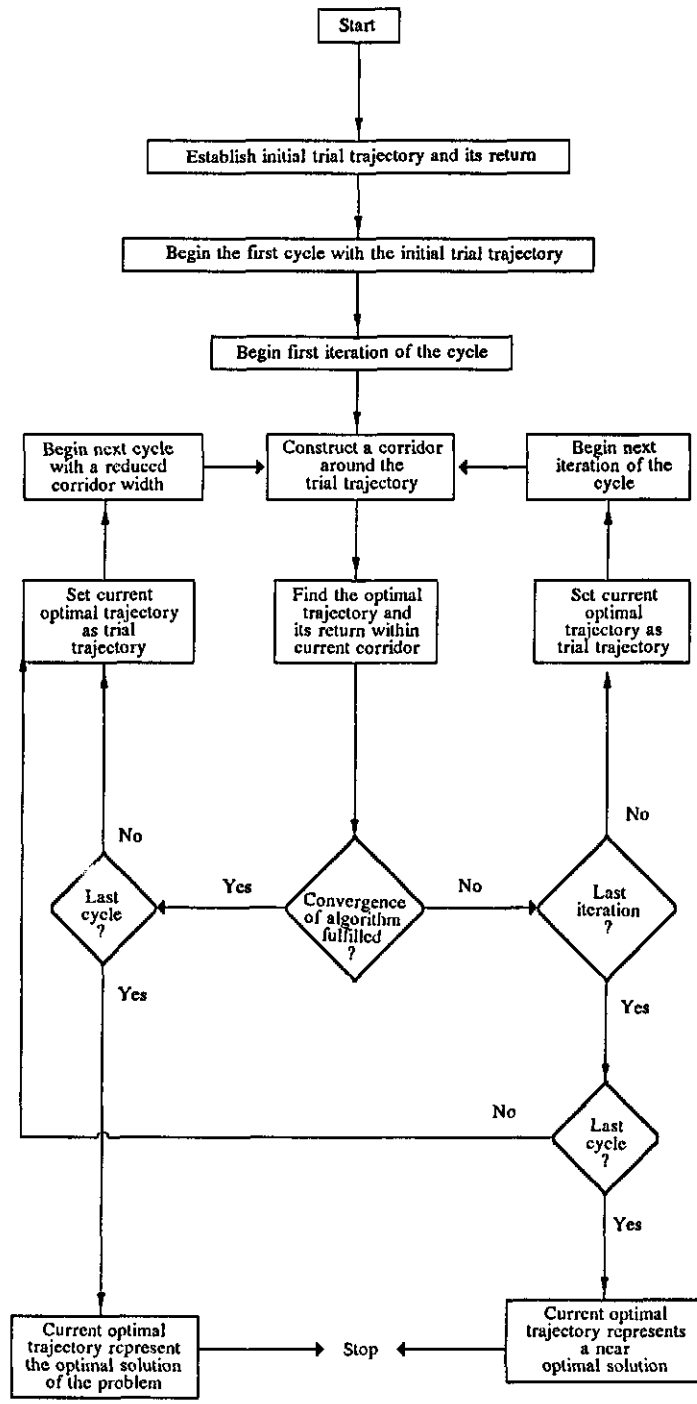 Start
Establish initial trial trajectory and its return
Begin the first cycle with the initial trial trajectory
Begin first iteration of the cycle
Begin next cycle
with a reduced
corridor width
Construct a corridor
around the
trial trajectory
Begin next
iteration of the
cycle
Set current
optimal trajectory
as trial
trajectory
Find the optimal
trajectory and
its return within
current corridor
Set current
optimal
trajectory as
trial trajectory
No
No
Last
cycle
?
Yes
Convergence
of algorithm
fulfilled
?
No
Last
iteration
?
Yes
Yes
No
Last
cycle
?
Yes
Current optimal
trajectory represent
the optimal solution
of the problem
Stop
Current optimal
trajectory represents
a near
optimal solution